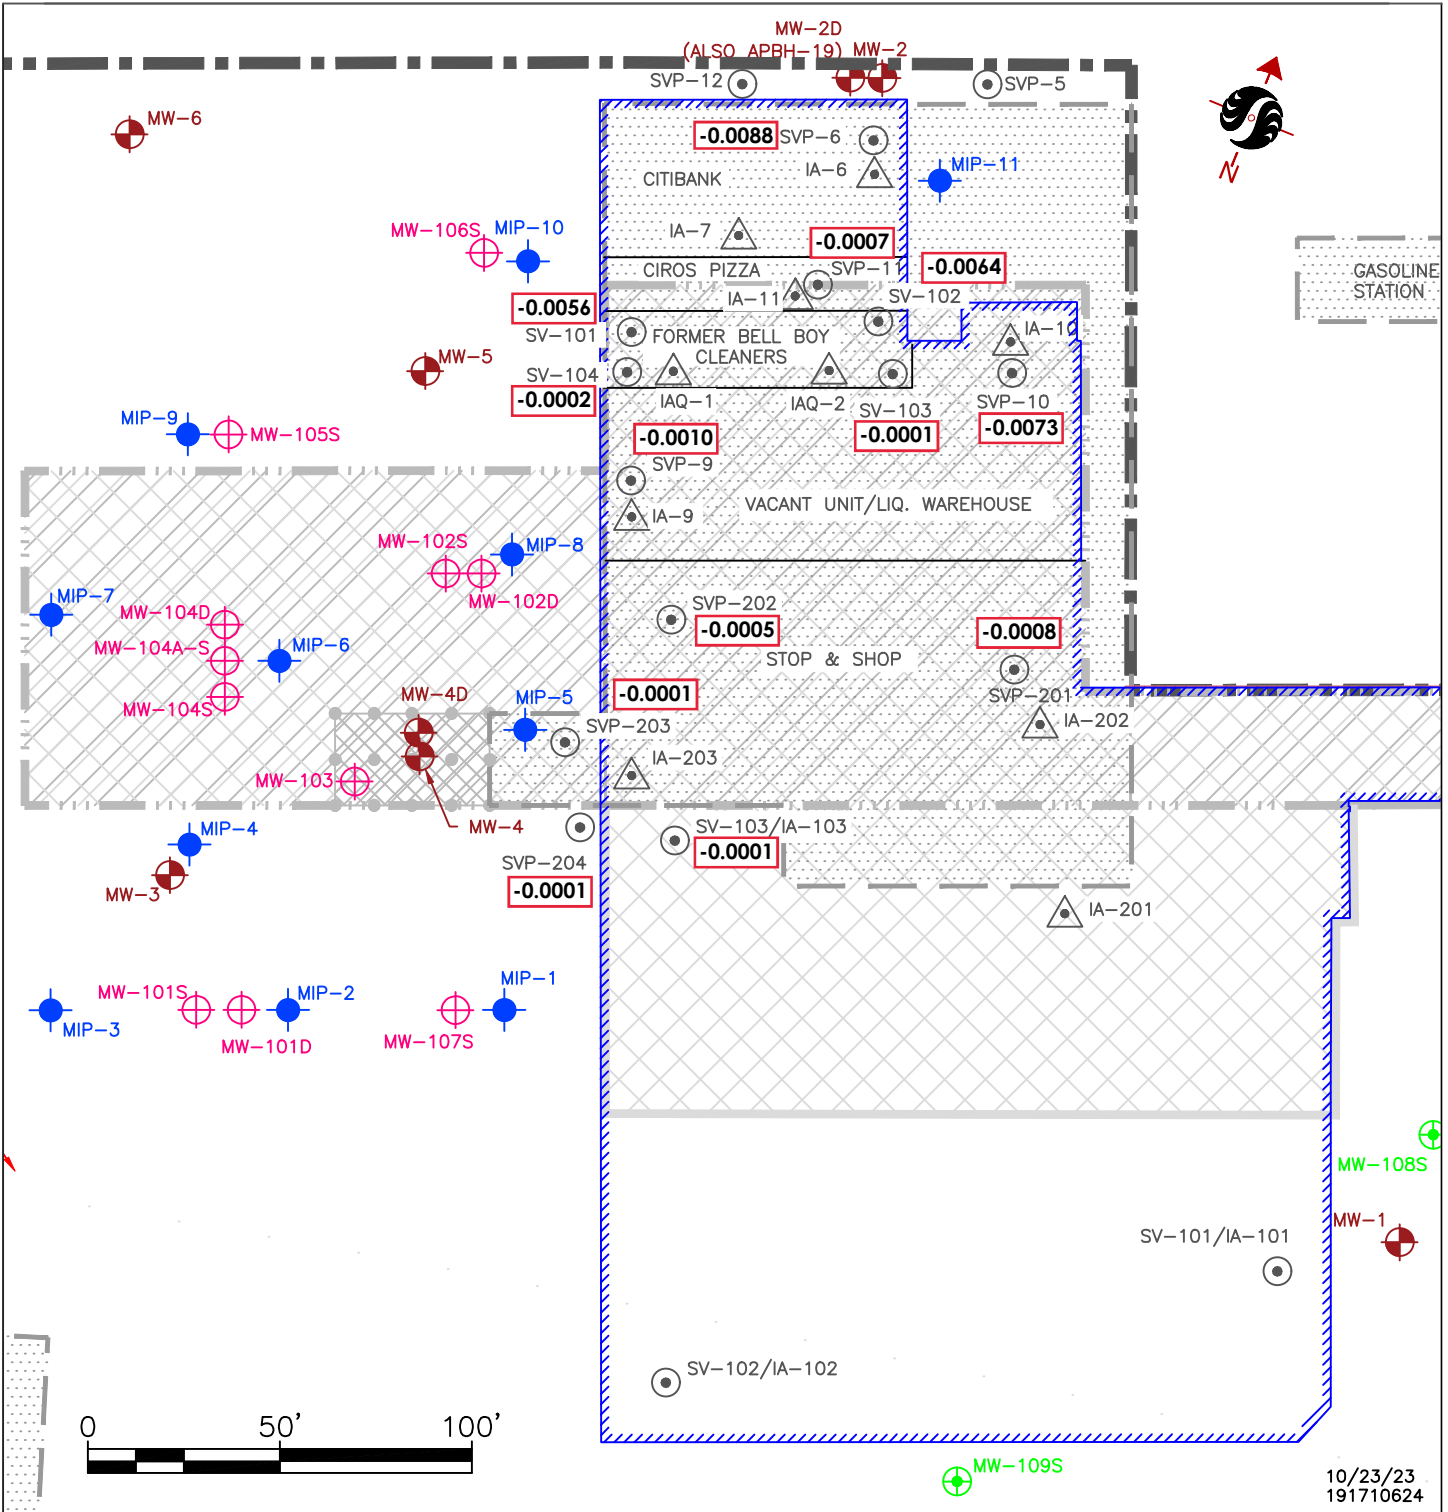 MW-2D
(ALSO APBH-19) MW-2
SVP-12
SVP-5
MW-6
-0.0088
SVP-6
IA-6
MIP-11
CITIBANK
N
MW-106S
MIP-10
IA-7
-0.0007
CIROS PIZZA
SVP-11
-0.0064
GASOLINE
STATION
-0.0056
IA-11
SV-102
SV-101
FORMER BELL BOY
CLEANERS
IA-10
MW-5
SV-104
-0.0002
IAQ-1
IAQ-2
SV-103
SVP-10
MIP-9
MW-105S
-0.0010
-0.0001
-0.0073
SVP-9
VACANT UNIT/LIQ. WAREHOUSE
IA-9
MW-102S
MIP-8
MIP-7
MW-102D
SVP-202
MW-104D
-0.0005
-0.0008
MW-104A-S
MIP-6
STOP & SHOP
MW-4D
MIP-5
-0.0001
SVP-201
MW-104S
SVP-203
IA-202
IA-203
MW-103
MW-4
SV-103/IA-103
MIP-4
-0.0001
SVP-204
MW-3
-0.0001
IA-201
MW-101S
MIP-2
MIP-1
MIP-3
MW-101D
MW-107S
MW-108S
MW-1
SV-101/IA-101
SV-102/IA-102
0 50' 100'
MW-109S
10/23/23
191710624